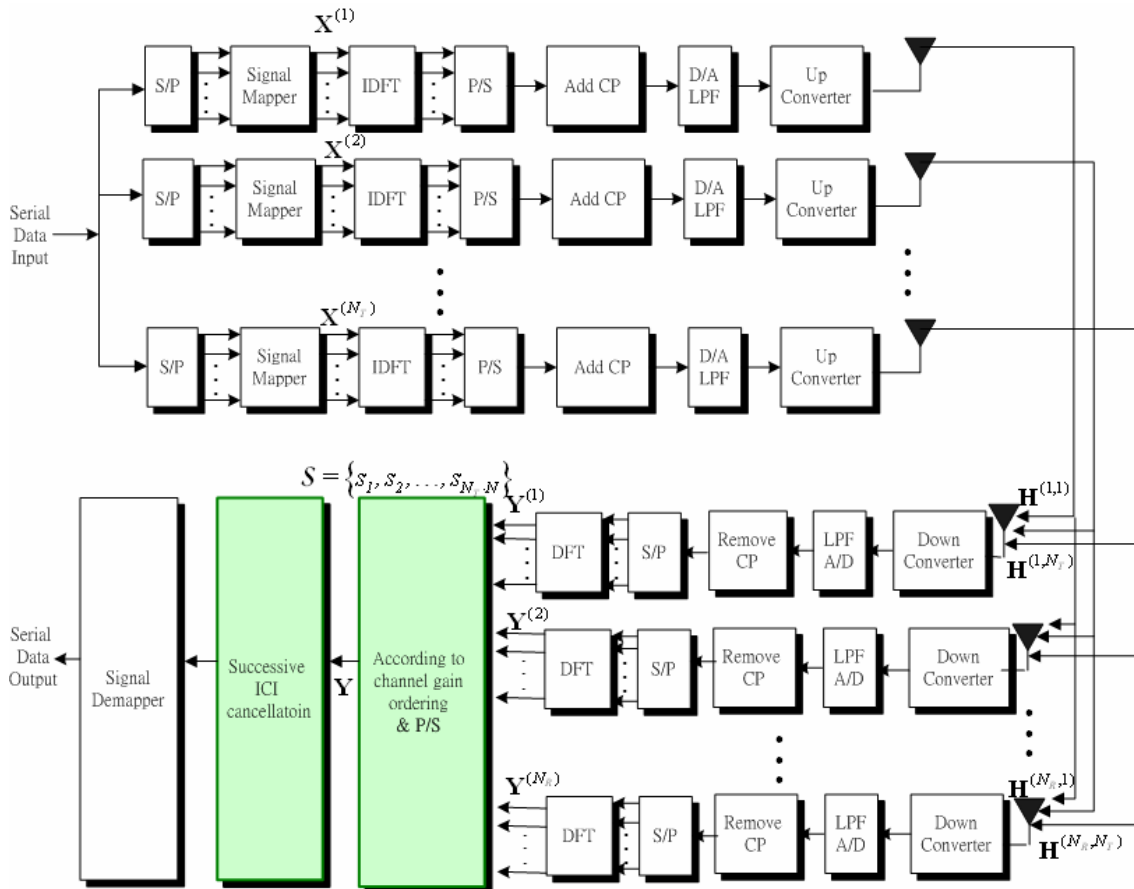 X^(1)
S/P
Signal
Mapper
IDFT
P/S
Add CP
D/A
LPF
Up
Converter
X^(2)
S/P
Signal
Mapper
IDFT
P/S
Add CP
D/A
LPF
Up
Converter
Serial
Data
Input
X^(N_T)
S/P
Signal
Mapper
IDFT
P/S
Add CP
D/A
LPF
Up
Converter
S = {s_1, s_2, ..., s_{N_T·N}}
Y^(1)
H^(1,1)
DFT
S/P
Remove
CP
LPF
A/D
Down
Converter
H^(1,N_T)
Y^(2)
DFT
S/P
Remove
CP
LPF
A/D
Down
Converter
Serial
Data
Output
Signal
Demapper
Successive
ICI
cancellatoin
Y
According to
channel gain
ordering
& P/S
Y^(N_R)
H^(N_R,1)
DFT
S/P
Remove
CP
LPF
A/D
Down
Converter
H^(N_R,N_T)